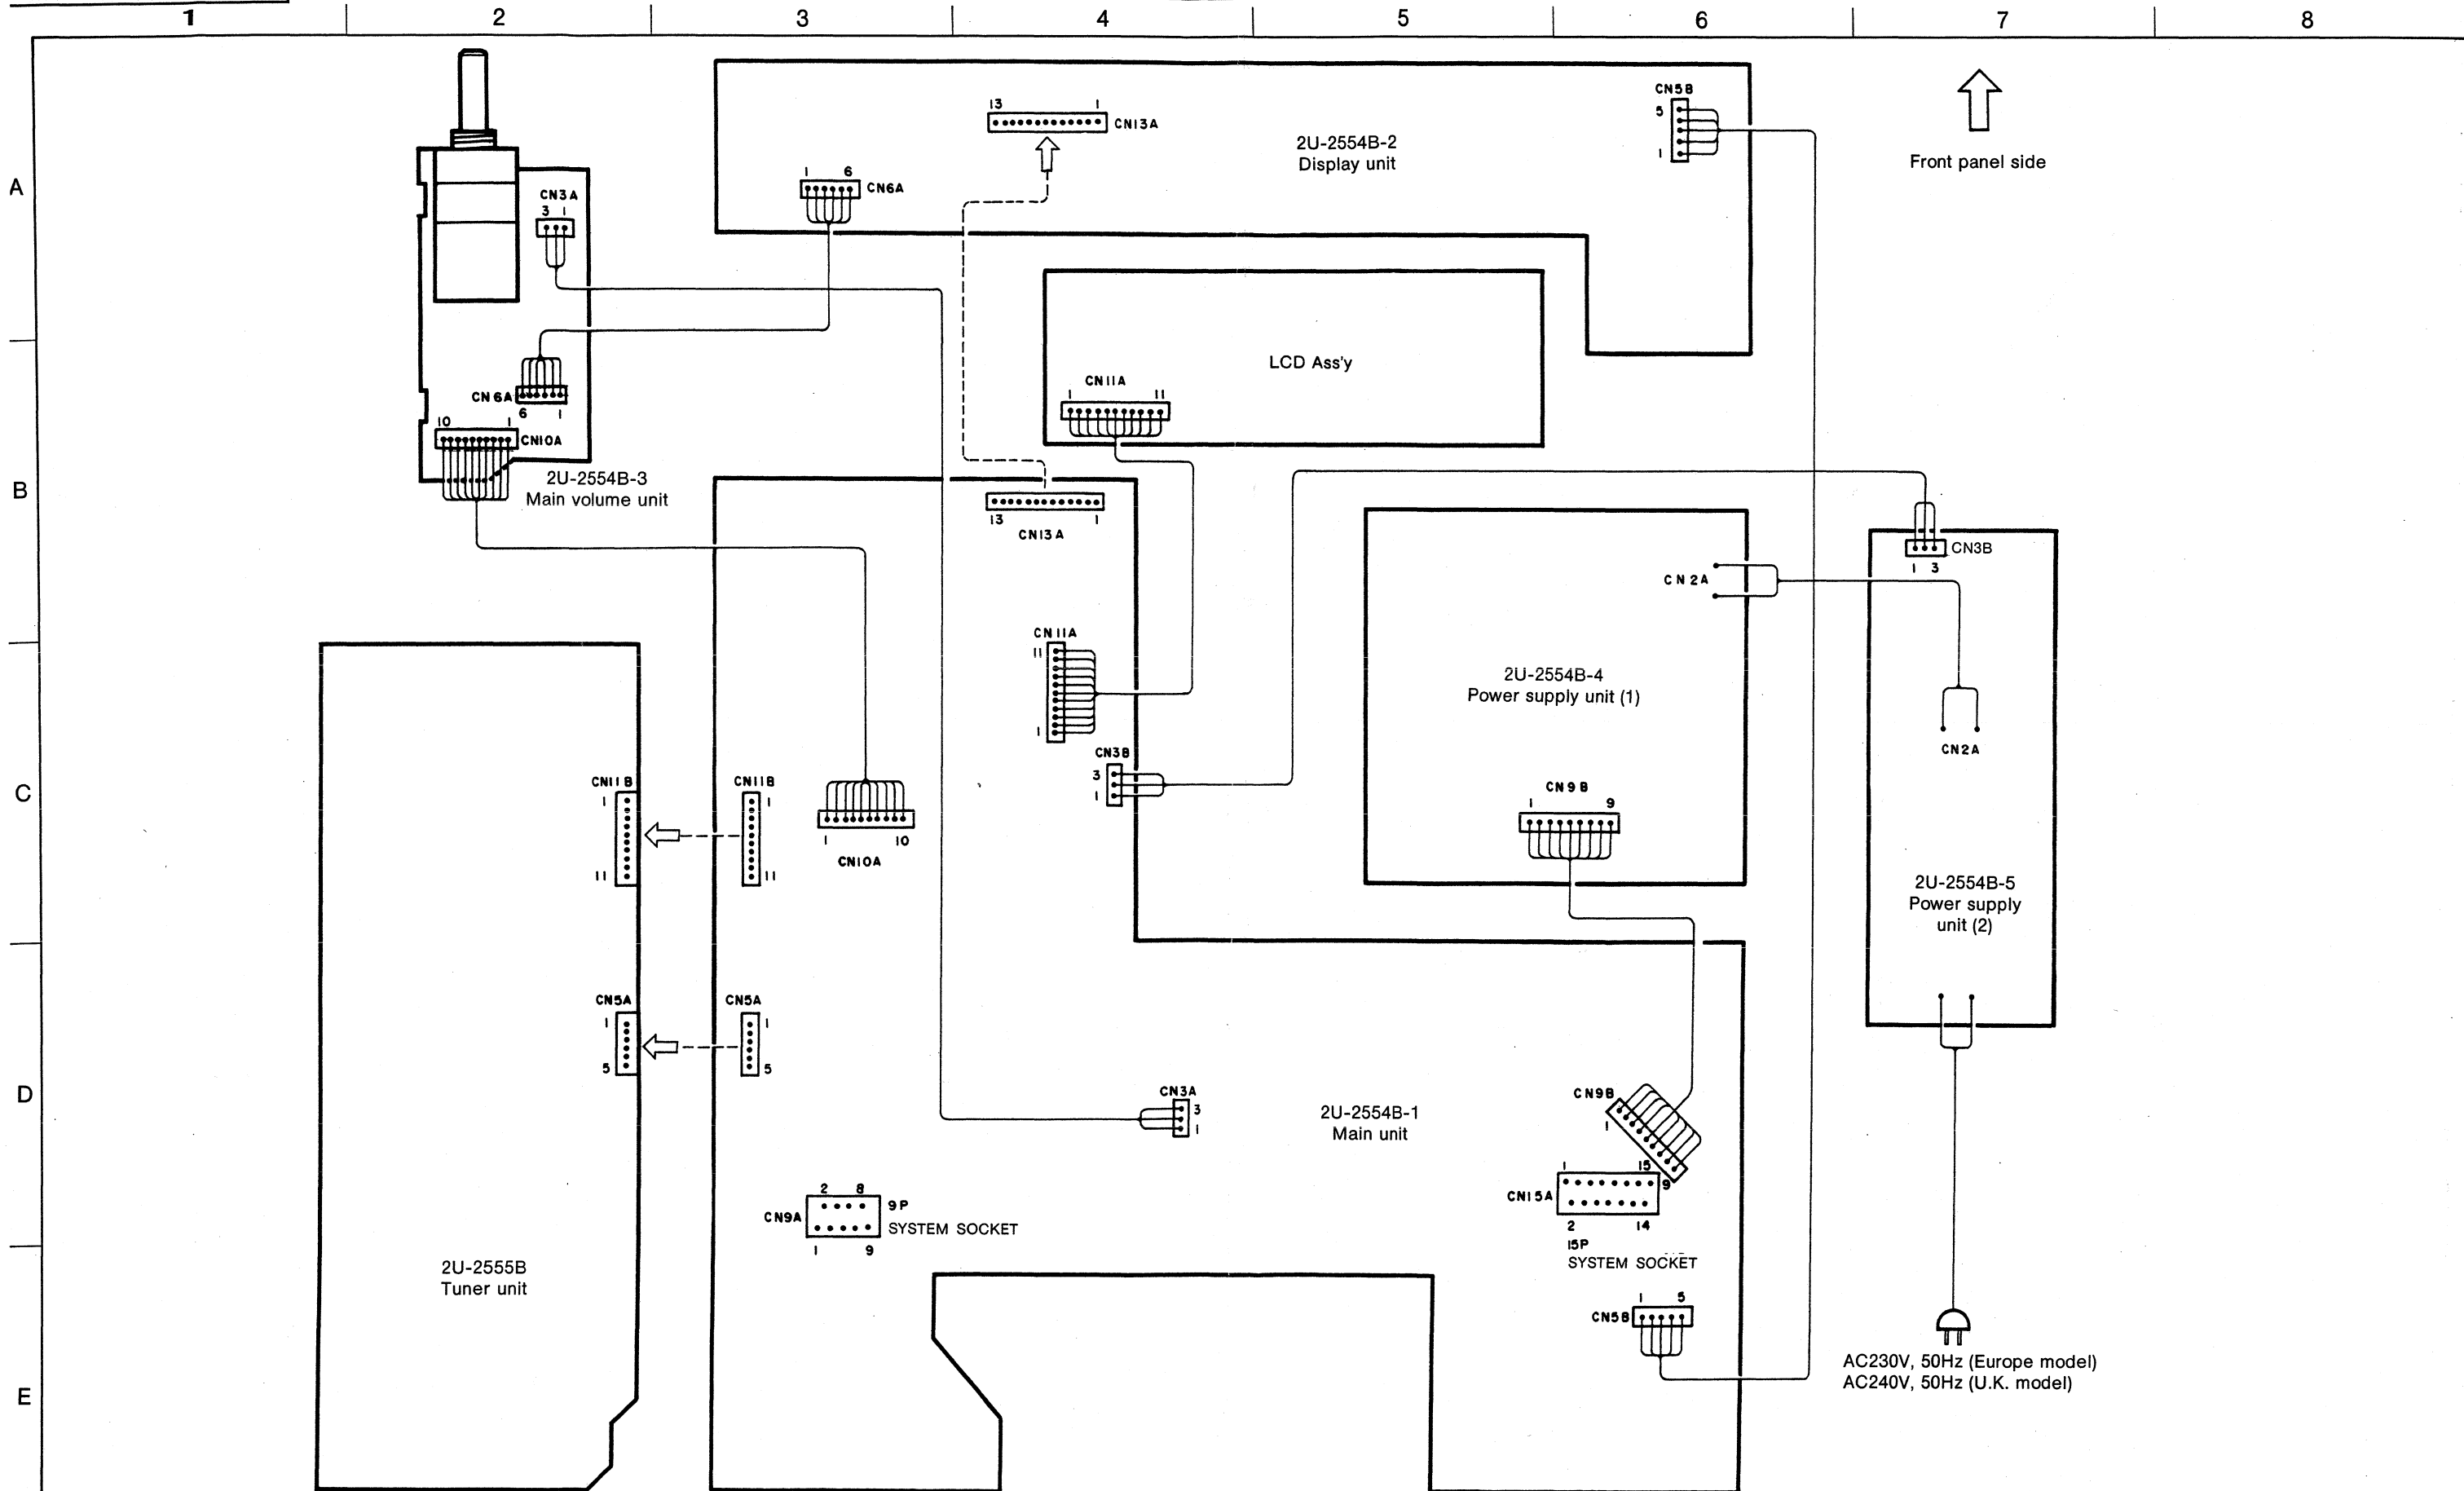 1 2 3 4 5 6 7 8
A
B
C
D
E
13 1
CN13A
2U-2554B-2
Display unit
CN5B
5
1
Front panel side
1 6
CN6A
CN3A
3 1
CN6A
6 1
10 1
CN10A
2U-2554B-3
Main volume unit
LCD Ass'y
CN11A
1 11
13 1
CN13A
CN3B
1 3
CN2A
CN11A
11
1
2U-2554B-4
Power supply unit (1)
CN2A
CN3B
3
1
CN9B
1 9
CN11B
1
11
CN11B
1
11
1 10
CN10A
2U-2554B-5
Power supply
unit (2)
CN5A
1
5
CN5A
1
5
CN3A
3
1
2U-2554B-1
Main unit
CN9B
1
9
1 15
CN15A
2 14
15P
SYSTEM SOCKET
2 8
CN9A
9P
SYSTEM SOCKET
1 9
2U-2555B
Tuner unit
1 5
CN5B
AC230V, 50Hz (Europe model)
AC240V, 50Hz (U.K. model)